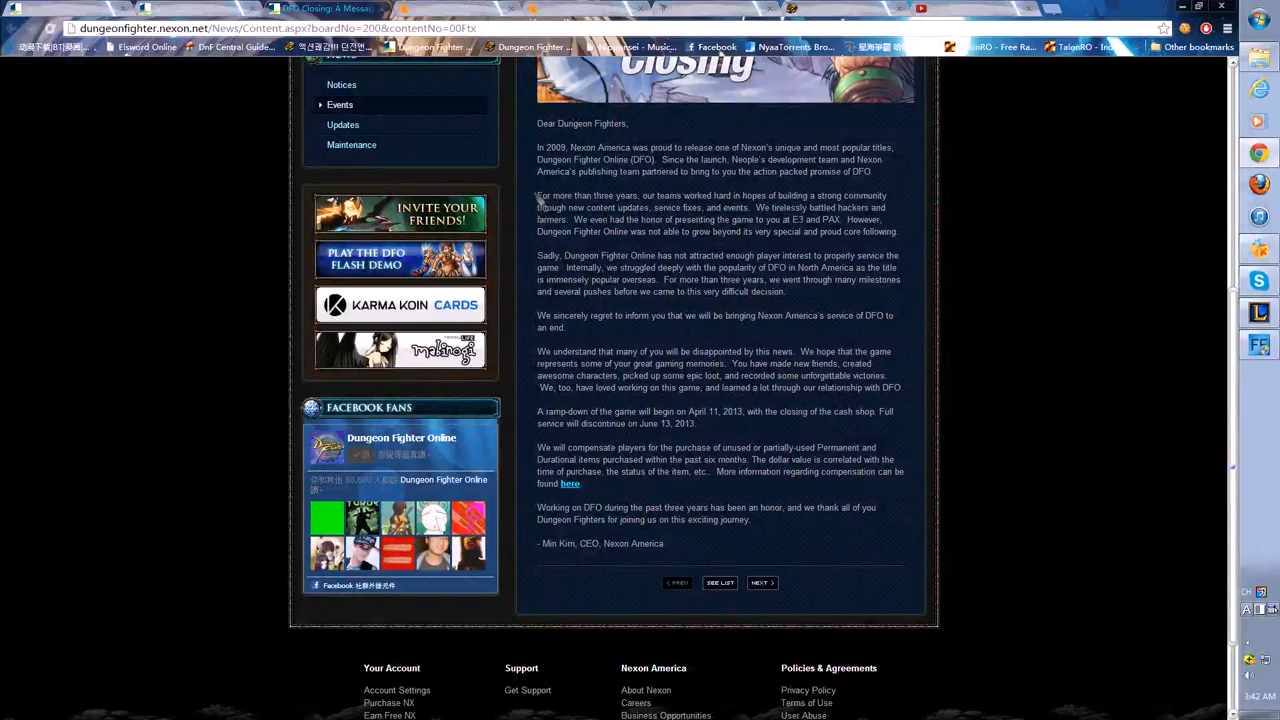 DFO Closing: A Messag
dungeonfighter.nexon.net/News/Content.aspx?boardNo=200&contentNo=00Ftx
Elsword Online
DnF Central Guide...
Dungeon Fighter ...
Dungeon Fighter ...
Nipponsei - Music...
Facebook
NyaaTorrents Bro...
TalonRO - Ind...
Other bookmarks
Closing
Notices
Events
Updates
Maintenance
INVITE YOUR
FRIENDS!
PLAY THE DFO
FLASH DEMO
KARMA KOIN CARDS
mabinogi
FACEBOOK FANS
Dungeon Fighter Online
Dungeon Fighter Online
Facebook 社群外掛元件
Dear Dungeon Fighters,
In 2009, Nexon America was proud to release one of Nexon's unique and most popular titles,
Dungeon Fighter Online (DFO). Since the launch, Neople's development team and Nexon
America's publishing team partnered to bring to you the action packed promise of DFO.
For more than three years, our teams worked hard in hopes of building a strong community
through new content updates, service fixes, and events. We tirelessly battled hackers and
farmers. We even had the honor of presenting the game to you at E3 and PAX. However,
Dungeon Fighter Online was not able to grow beyond its very special and proud core following.
Sadly, Dungeon Fighter Online has not attracted enough player interest to properly service the
game Internally, we struggled deeply with the popularity of DFO in North America as the title
is immensely popular overseas. For more than three years, we went through many milestones
and several pushes before we came to this very difficult decision.
We sincerely regret to inform you that we will be bringing Nexon America's service of DFO to
an end.
We understand that many of you will be disappointed by this news. We hope that the game
represents some of your great gaming memories. You have made new friends, created
awesome characters, picked up some epic loot, and recorded some unforgettable victories.
We, too, have loved working on this game, and learned a lot through our relationship with DFO.
A ramp-down of the game will begin on April 11, 2013, with the closing of the cash shop. Full
service will discontinue on June 13, 2013.
We will compensate players for the purchase of unused or partially-used Permanent and
Durational items purchased within the past six months. The dollar value is correlated with the
time of purchase, the status of the item, etc.. More information regarding compensation can be
found here.
Working on DFO during the past three years has been an honor, and we thank all of you
Dungeon Fighters for joining us on this exciting journey.
- Min Kim, CEO, Nexon America
PREV
SEE LIST
NEXT
Your Account
Support
Nexon America
Policies & Agreements
Account Settings
Get Support
About Nexon
Privacy Policy
Purchase NX
Careers
Terms of Use
Earn Free NX
Business Opportunities
User Abuse
CH
3:42 AM